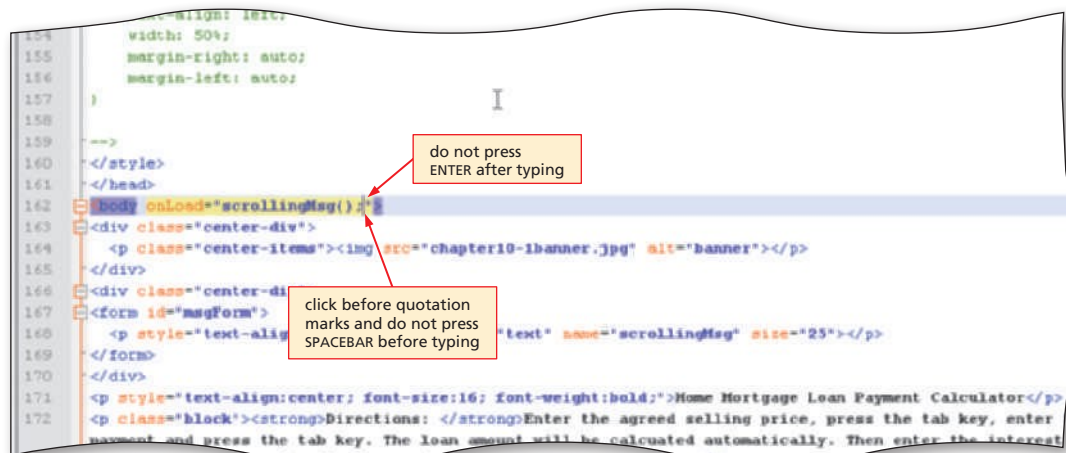 text-align: left;
154 width: 50%;
155 margin-right: auto;
156 margin-left: auto;
157 }
158
159 -->
160 </style>
161 </head>
162 <body onLoad="scrollingMsg();">
163 <div class="center-div">
164 <p class="center-items"><img src="chapter10-1banner.jpg" alt="banner"></p>
165 </div>
166 <div class="center-di
167 <form id="msgForm">
168 <p style="text-alig "text" name="scrollingMsg" size="25"></p>
169 </form>
170 </div>
171 <p style="text-align:center; font-size:16; font-weight:bold;">Home Mortgage Loan Payment Calculator</p>
172 <p class="block"><strong>Directions: </strong>Enter the agreed selling price, press the tab key, enter
payment and press the tab key. The loan amount will be calcuated automatically. Then enter the interest
do not press
ENTER after typing
click before quotation
marks and do not press
SPACEBAR before typing